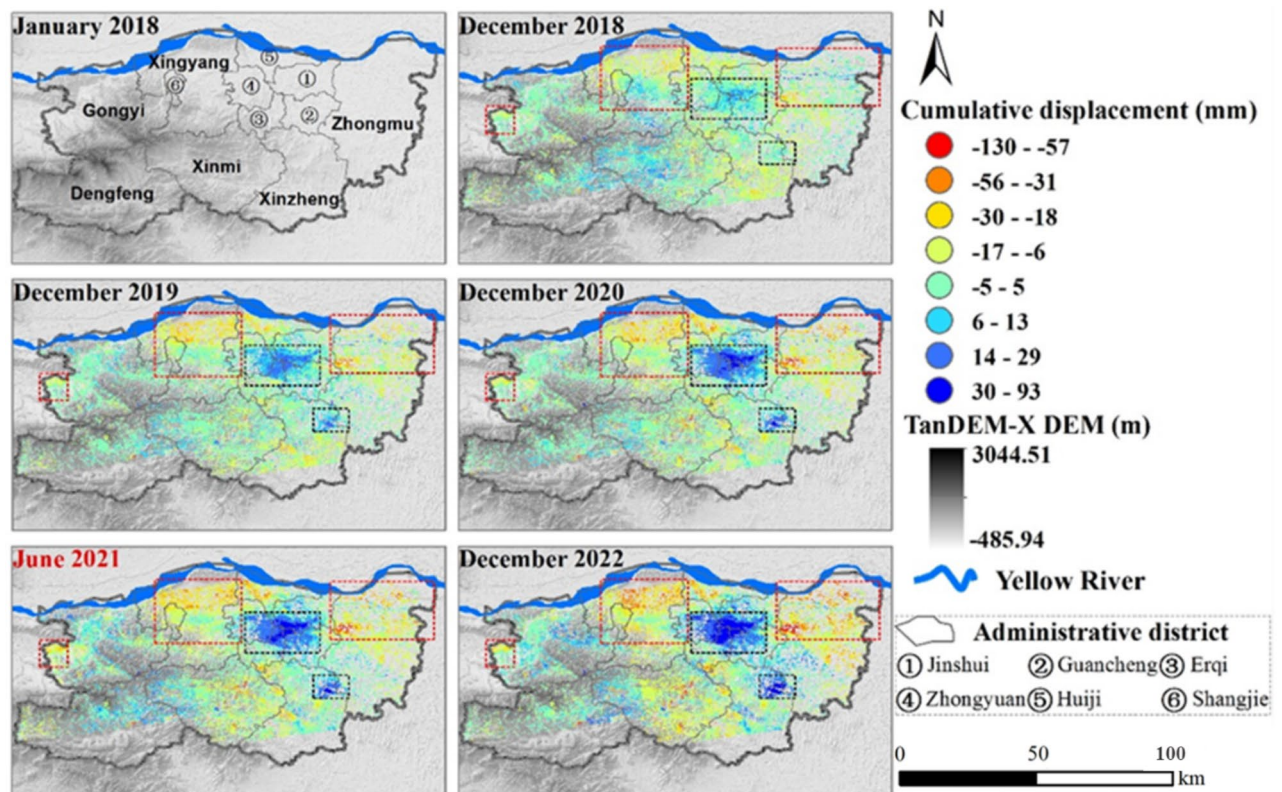 January 2018
Xingyang
⑤
⑥
④
①
Gongyi
③
②
Zhongmu
Xinmi
Dengfeng
Xinzheng
December 2018
December 2019
December 2020
June 2021
December 2022
N
Cumulative displacement (mm)
-130 - -57
-56 - -31
-30 - -18
-17 - -6
-5 - 5
6 - 13
14 - 29
30 - 93
TanDEM-X DEM (m)
3044.51
-485.94
Yellow River
Administrative district
① Jinshui ② Guancheng ③ Erqi
④ Zhongyuan ⑤ Huiji ⑥ Shangjie
0 50 100
km